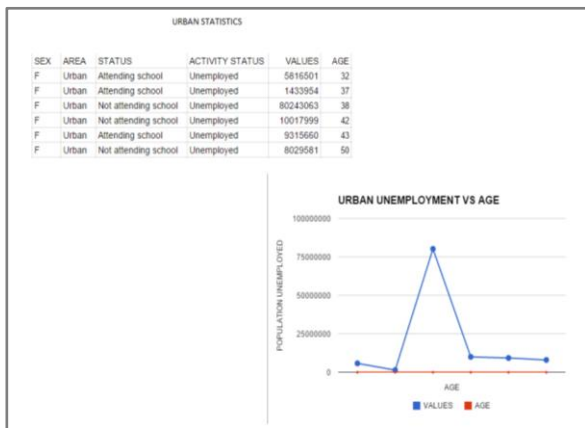 URBAN STATISTICS
SEX AREA STATUS ACTIVITY STATUS VALUES AGE
F Urban Attending school Unemployed 5816501 32
F Urban Attending school Unemployed 1433954 37
F Urban Not attending school Unemployed 80243063 38
F Urban Not attending school Unemployed 10017999 42
F Urban Attending school Unemployed 9315660 43
F Urban Not attending school Unemployed 8029581 50
URBAN UNEMPLOYMENT VS AGE
POPULATION UNEMPLOYED
100000000
75000000
50000000
25000000
0
AGE
VALUES AGE